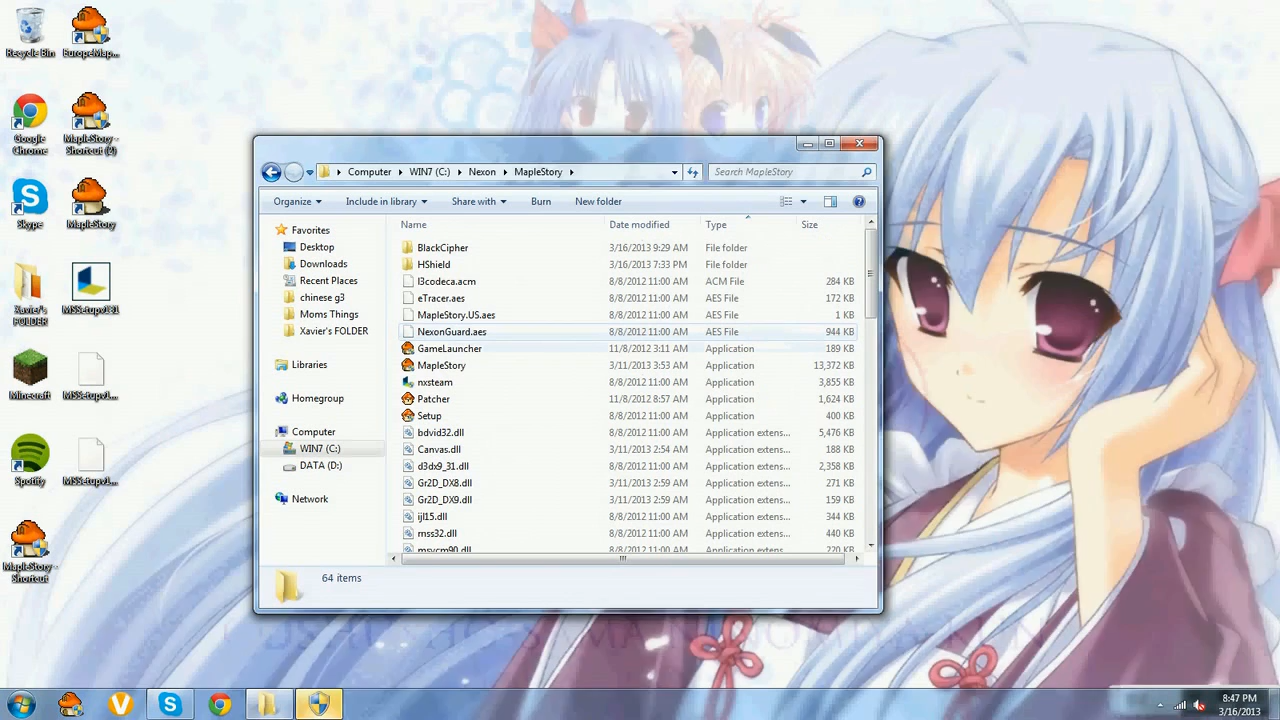 Recycle Bin
EuropeMap...
Google
Chrome
MapleStory -
Shortcut (2)
Skype
MapleStory
Xavier's
FOLDER
MSSetupv131
Minecraft
MSSetupv1...
Spotify
MSSetupv1...
MapleStory -
Shortcut
Computer
WIN7 (C:)
Nexon
MapleStory
Search MapleStory
Organize
Include in library
Share with
Burn
New folder
Favorites
Desktop
Downloads
Recent Places
chinese g3
Moms Things
Xavier's FOLDER
Libraries
Homegroup
Computer
WIN7 (C:)
DATA (D:)
Network
Name Date modified Type Size
BlackCipher 3/16/2013 9:29 AM File folder
HShield 3/16/2013 7:33 PM File folder
l3codeca.acm 8/8/2012 11:00 AM ACM File 284 KB
eTracer.aes 8/8/2012 11:00 AM AES File 172 KB
MapleStory.US.aes 8/8/2012 11:00 AM AES File 1 KB
NexonGuard.aes 8/8/2012 11:00 AM AES File 944 KB
GameLauncher 11/8/2012 3:11 AM Application 189 KB
MapleStory 3/11/2013 3:53 AM Application 13,372 KB
nxsteam 8/8/2012 11:00 AM Application 3,855 KB
Patcher 11/8/2012 8:57 AM Application 1,624 KB
Setup 8/8/2012 11:00 AM Application 400 KB
bdvid32.dll 8/8/2012 11:00 AM Application extens... 5,476 KB
Canvas.dll 3/11/2013 2:54 AM Application extens... 188 KB
d3dx9_31.dll 8/8/2012 11:00 AM Application extens... 2,358 KB
Gr2D_DX8.dll 3/11/2013 2:59 AM Application extens... 271 KB
Gr2D_DX9.dll 3/11/2013 2:59 AM Application extens... 159 KB
ijl15.dll 8/8/2012 11:00 AM Application extens... 344 KB
mss32.dll 8/8/2012 11:00 AM Application extens... 440 KB
msvcm90.dll 8/8/2012 11:00 AM Application extens... 220 KB
64 items
8:47 PM
3/16/2013